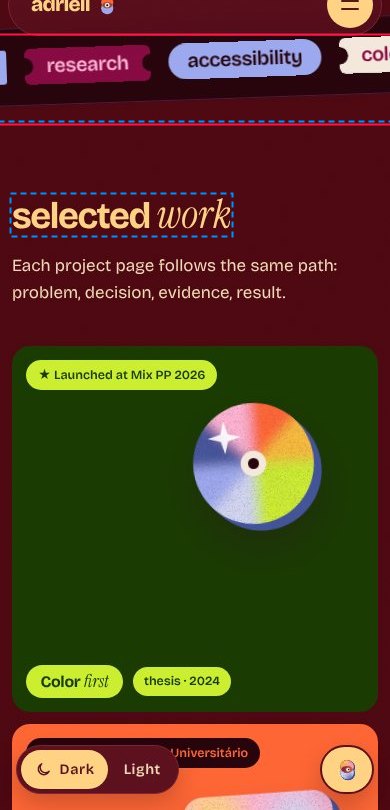 adriell
research
accessibility
selected work
Each project page follows the same path:
problem, decision, evidence, result.
★ Launched at Mix PP 2026
Color first
thesis · 2024
Universitário
Dark
Light